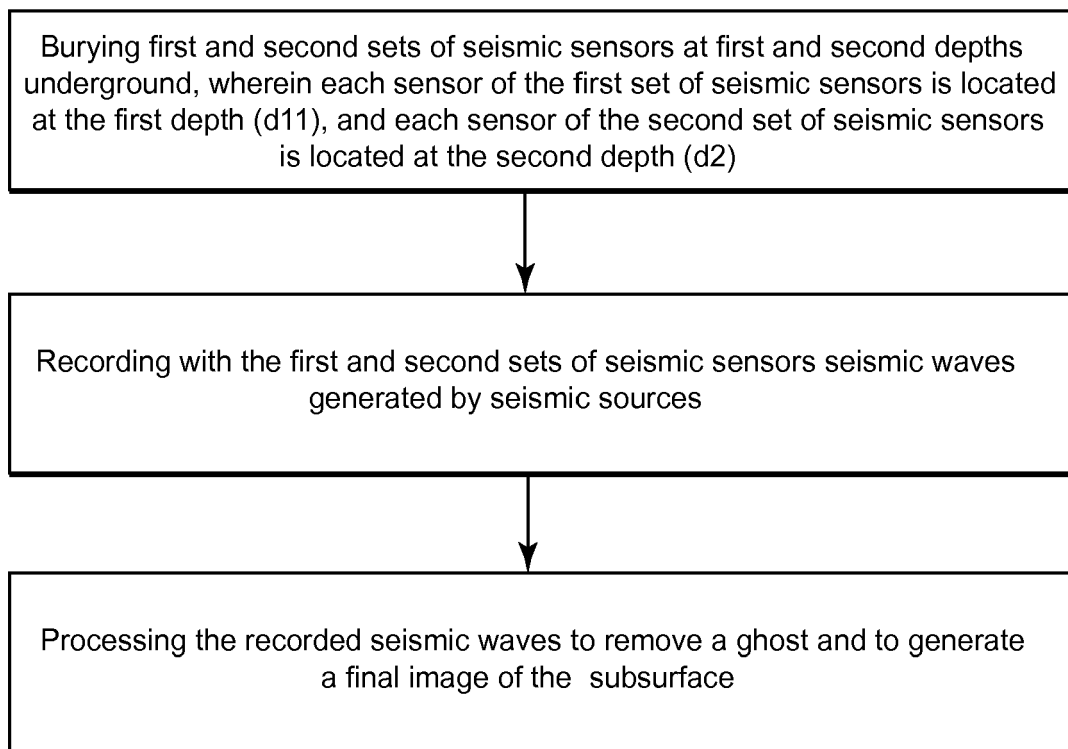 Burying first and second sets of seismic sensors at first and second depths
underground, wherein each sensor of the first set of seismic sensors is located
at the first depth (d11), and each sensor of the second set of seismic sensors
is located at the second depth (d2)
Recording with the first and second sets of seismic sensors seismic waves
generated by seismic sources
Processing the recorded seismic waves to remove a ghost and to generate
a final image of the subsurface